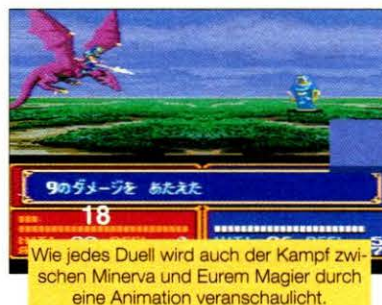 9のダメージを あたえた
18
Wie jedes Duell wird auch der Kampf zwi-
schen Minerva und Eurem Magier durch
eine Animation veranschaulicht.